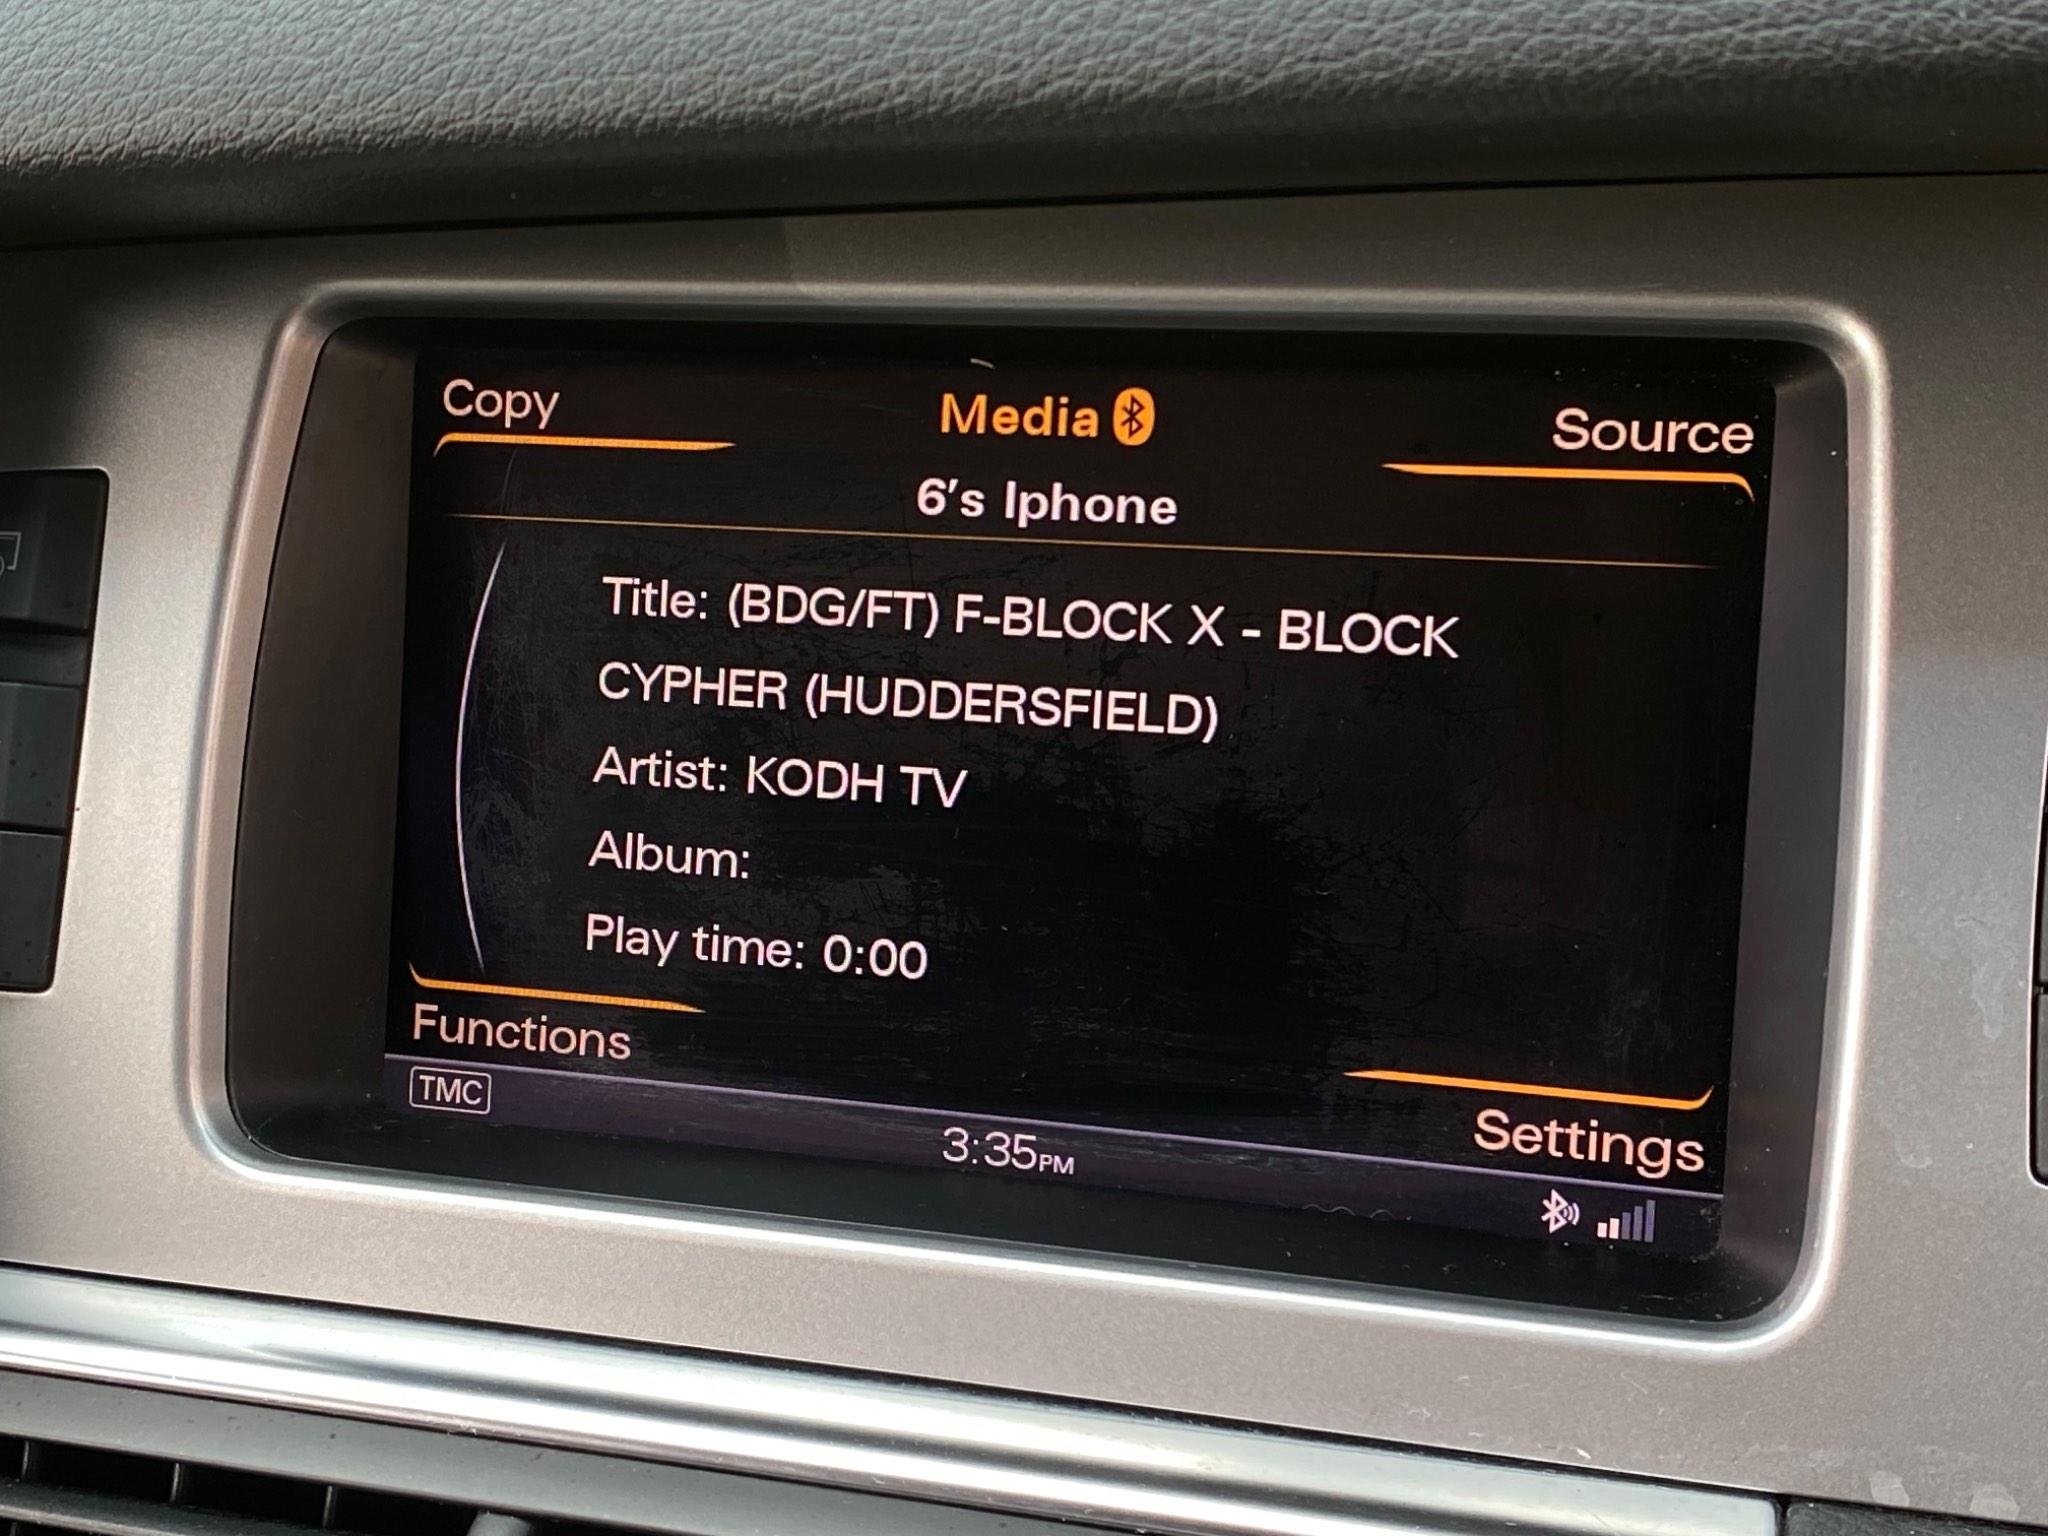 Copy
Media
Source
6's Iphone
Title: (BDG/FT) F-BLOCK X - BLOCK
CYPHER (HUDDERSFIELD)
Artist: KODH TV
Album:
Play time: 0:00
Functions
Settings
TMC
3:35PM